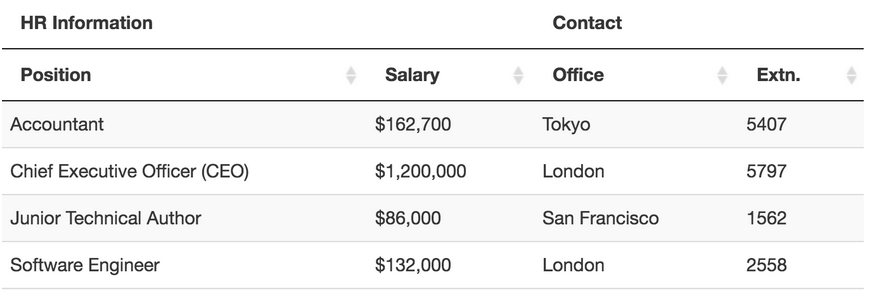 HR Information Contact
Position Salary Office Extn.
Accountant $162,700 Tokyo 5407
Chief Executive Officer (CEO) $1,200,000 London 5797
Junior Technical Author $86,000 San Francisco 1562
Software Engineer $132,000 London 2558